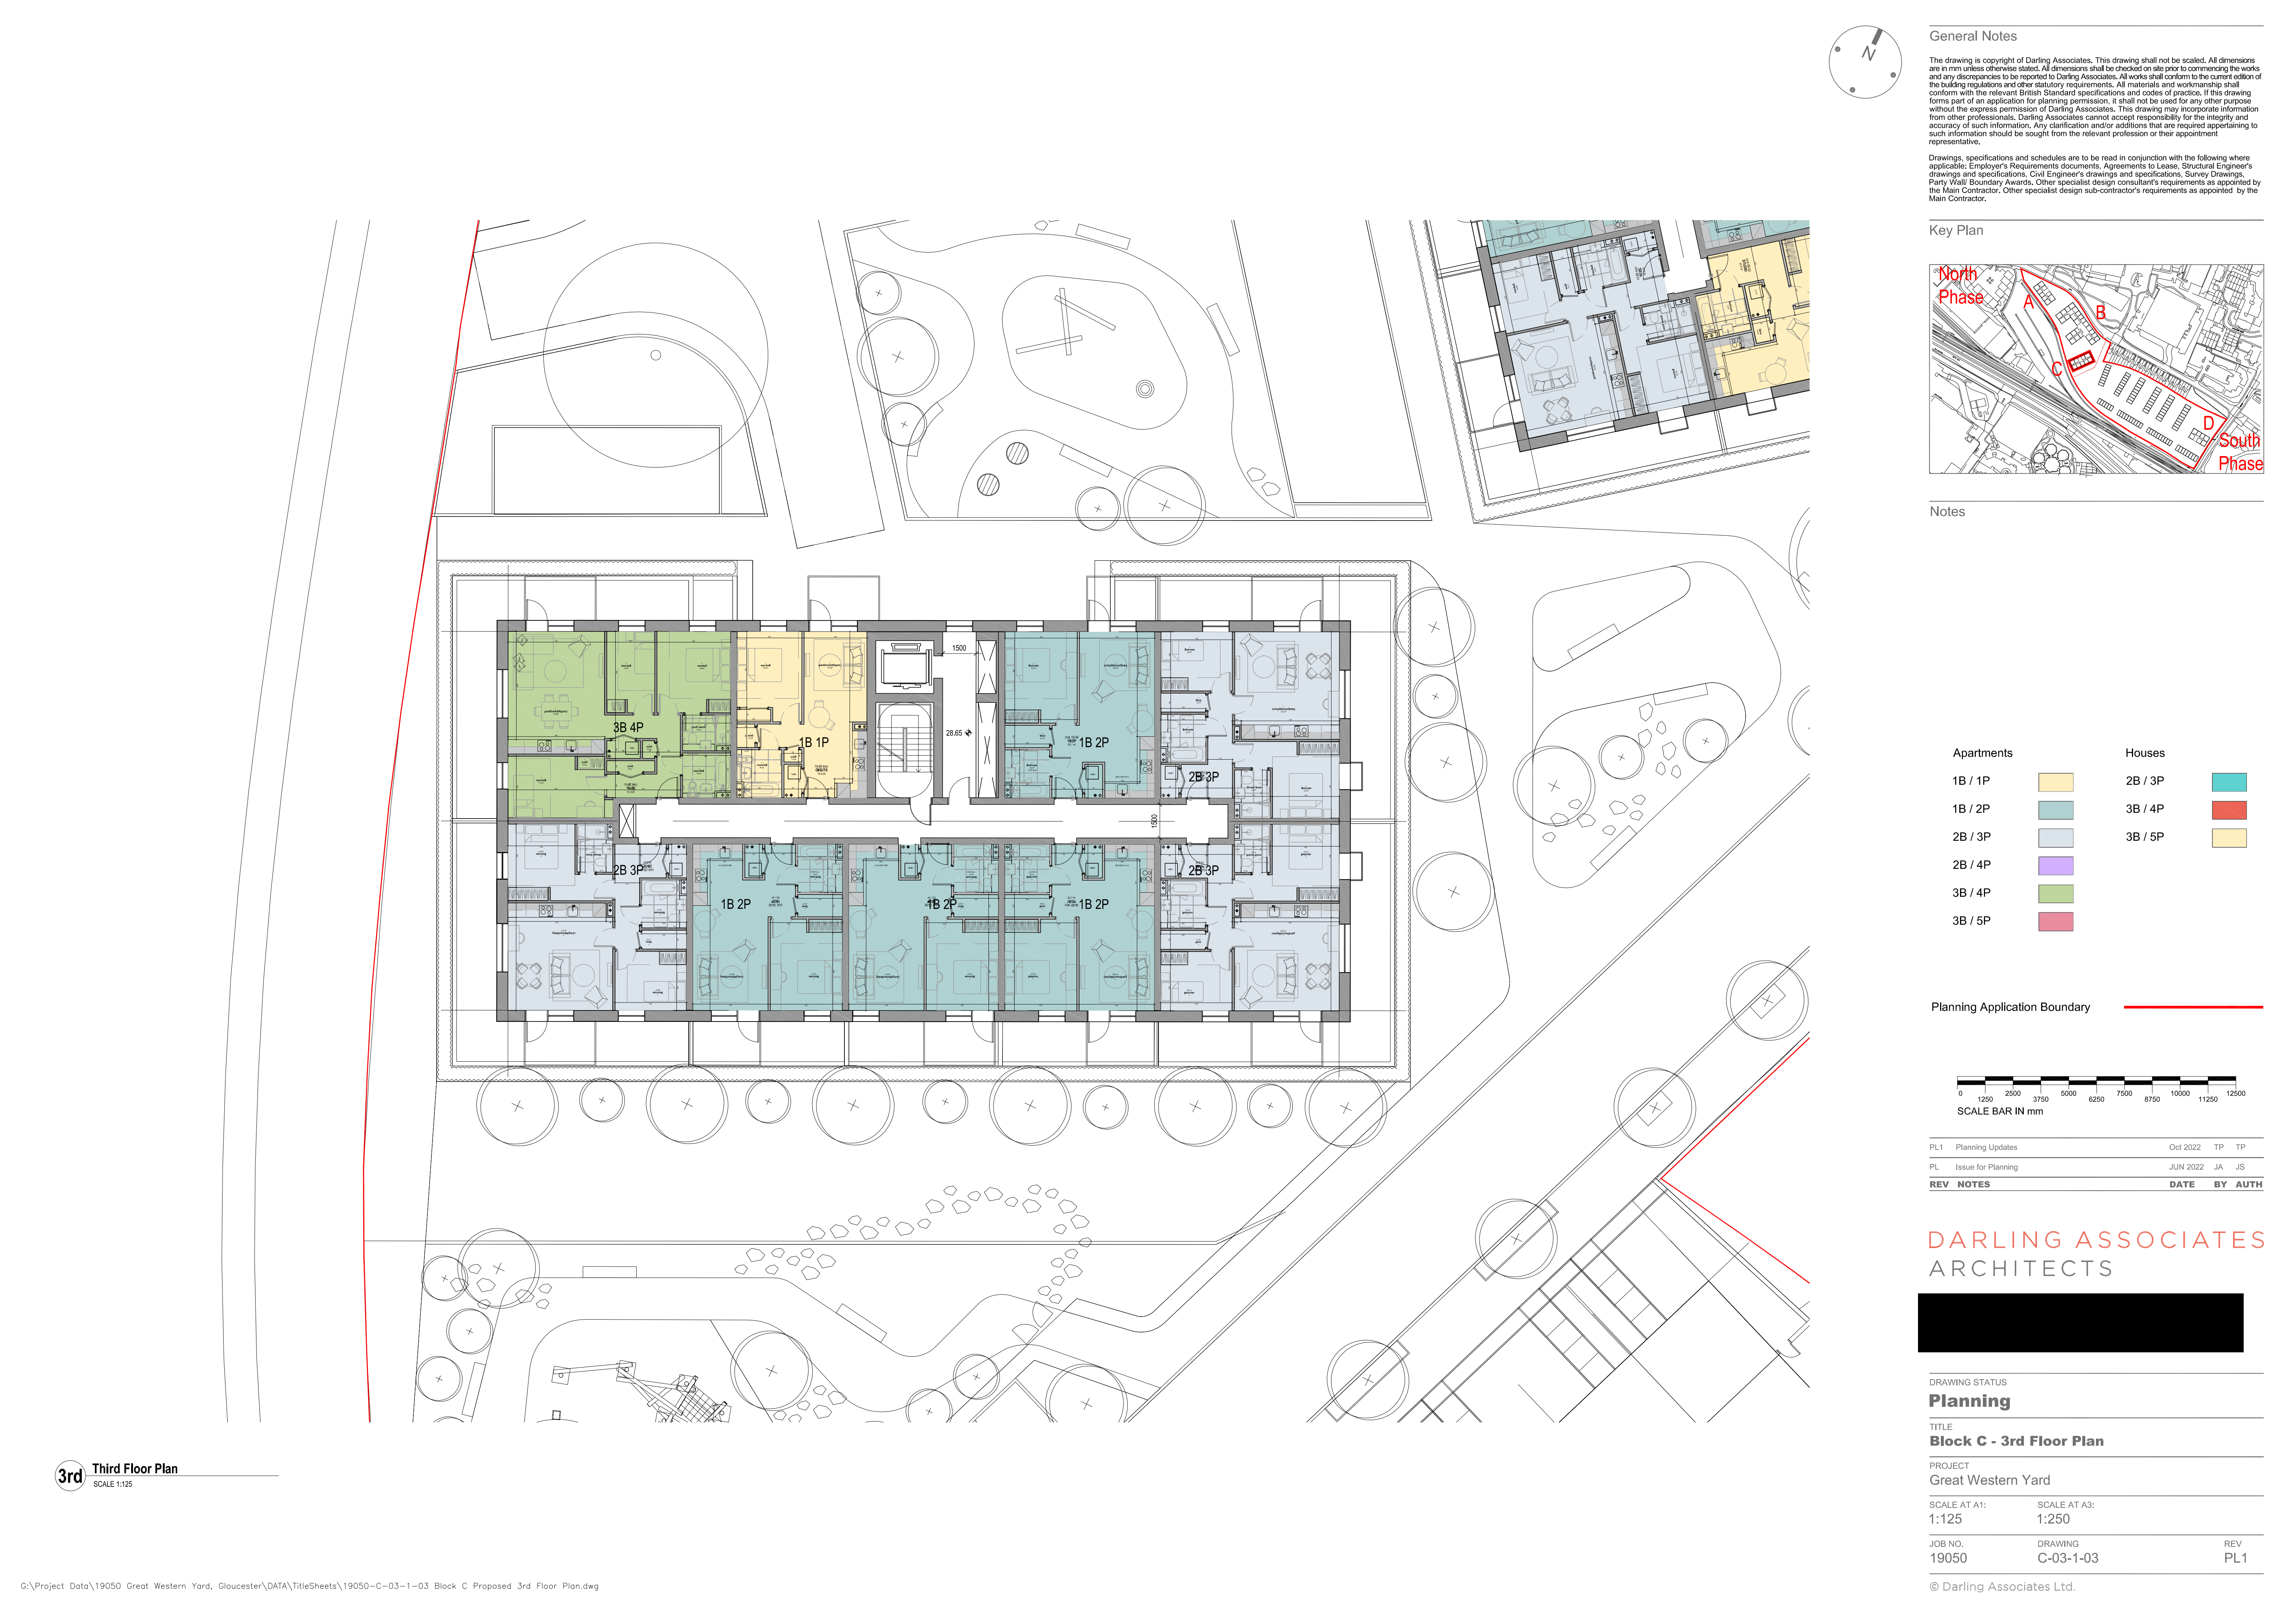 N
General Notes
The drawing is copyright of Darling Associates. This drawing shall not be scaled. All dimensions
are in mm unless otherwise stated. All dimensions shall be checked on site prior to commencing the works
and any discrepancies to be reported to Darling Associates. All works shall conform to the current edition of
the building regulations and other statutory requirements. All materials and workmanship shall
conform with the relevant British Standard specifications and codes of practice. If this drawing
forms part of an application for planning permission, it shall not be used for any other purpose
without the express permission of Darling Associates. This drawing may incorporate information
from other professionals. Darling Associates cannot accept responsibility for the integrity and
accuracy of such information. Any clarification and/or additions that are required appertaining to
such information should be sought from the relevant profession or their appointment
representative.
Drawings, specifications and schedules are to be read in conjunction with the following where
applicable: Employer's Requirements documents, Agreements to Lease, Structural Engineer's
drawings and specifications, Civil Engineer's drawings and specifications, Survey Drawings,
Party Wall/ Boundary Awards. Other specialist design consultant's requirements as appointed by
the Main Contractor. Other specialist design sub-contractor's requirements as appointed by the
Main Contractor.
Key Plan
North
Phase
A
B
C
D
South
Phase
Notes
1500
3B 4P
1B 1P
28.65
1B 2P
2B 3P
1500
2B 3P
1B 2P
1B 2P
1B 2P
2B 3P
Apartments
Houses
1B / 1P
2B / 3P
1B / 2P
3B / 4P
2B / 3P
3B / 5P
2B / 4P
3B / 4P
3B / 5P
Planning Application Boundary
0 1250 2500 3750 5000 6250 7500 8750 10000 11250 12500
SCALE BAR IN mm
PL1 Planning Updates Oct 2022 TP TP
PL Issue for Planning JUN 2022 JA JS
REV NOTES DATE BY AUTH
DARLING ASSOCIATES
ARCHITECTS
DRAWING STATUS
Planning
TITLE
Block C - 3rd Floor Plan
PROJECT
Great Western Yard
SCALE AT A1: SCALE AT A3:
1:125 1:250
JOB NO. DRAWING REV
19050 C-03-1-03 PL1
© Darling Associates Ltd.
3rd
Third Floor Plan
SCALE 1:125
G:\Project Data\19050 Great Western Yard, Gloucester\DATA\TitleSheets\19050-C-03-1-03 Block C Proposed 3rd Floor Plan.dwg